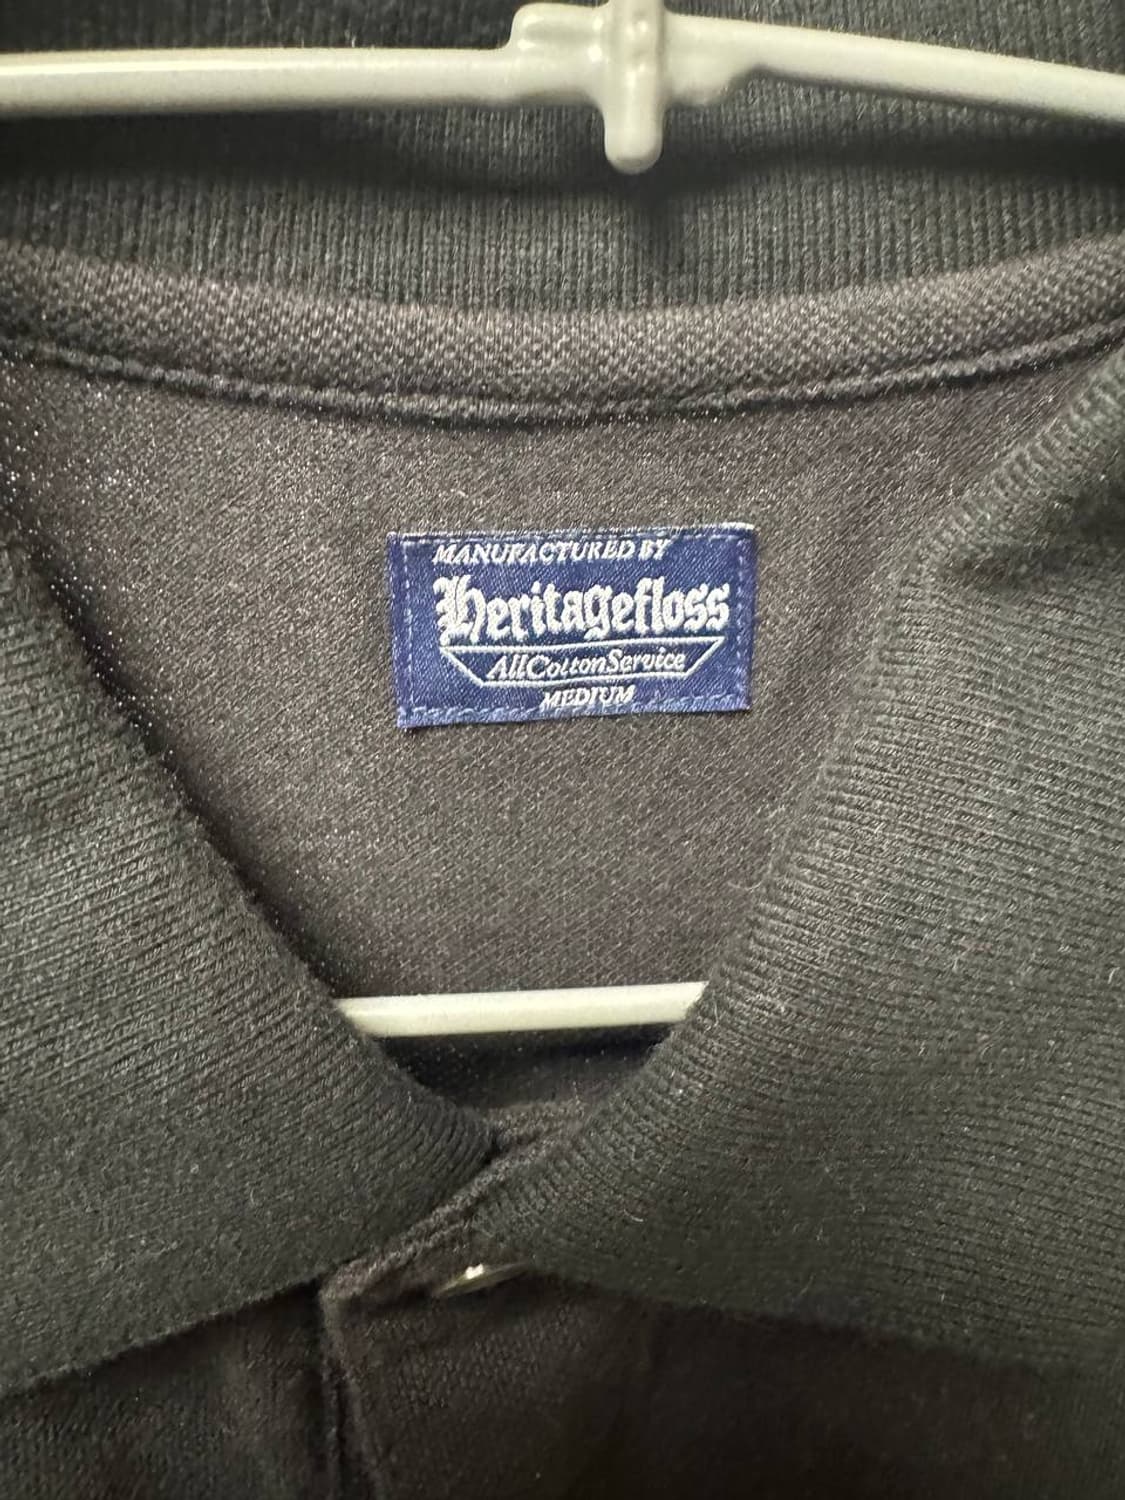 MANUFACTURED BY
Heritagefloss
AllCottonService
MEDIUM